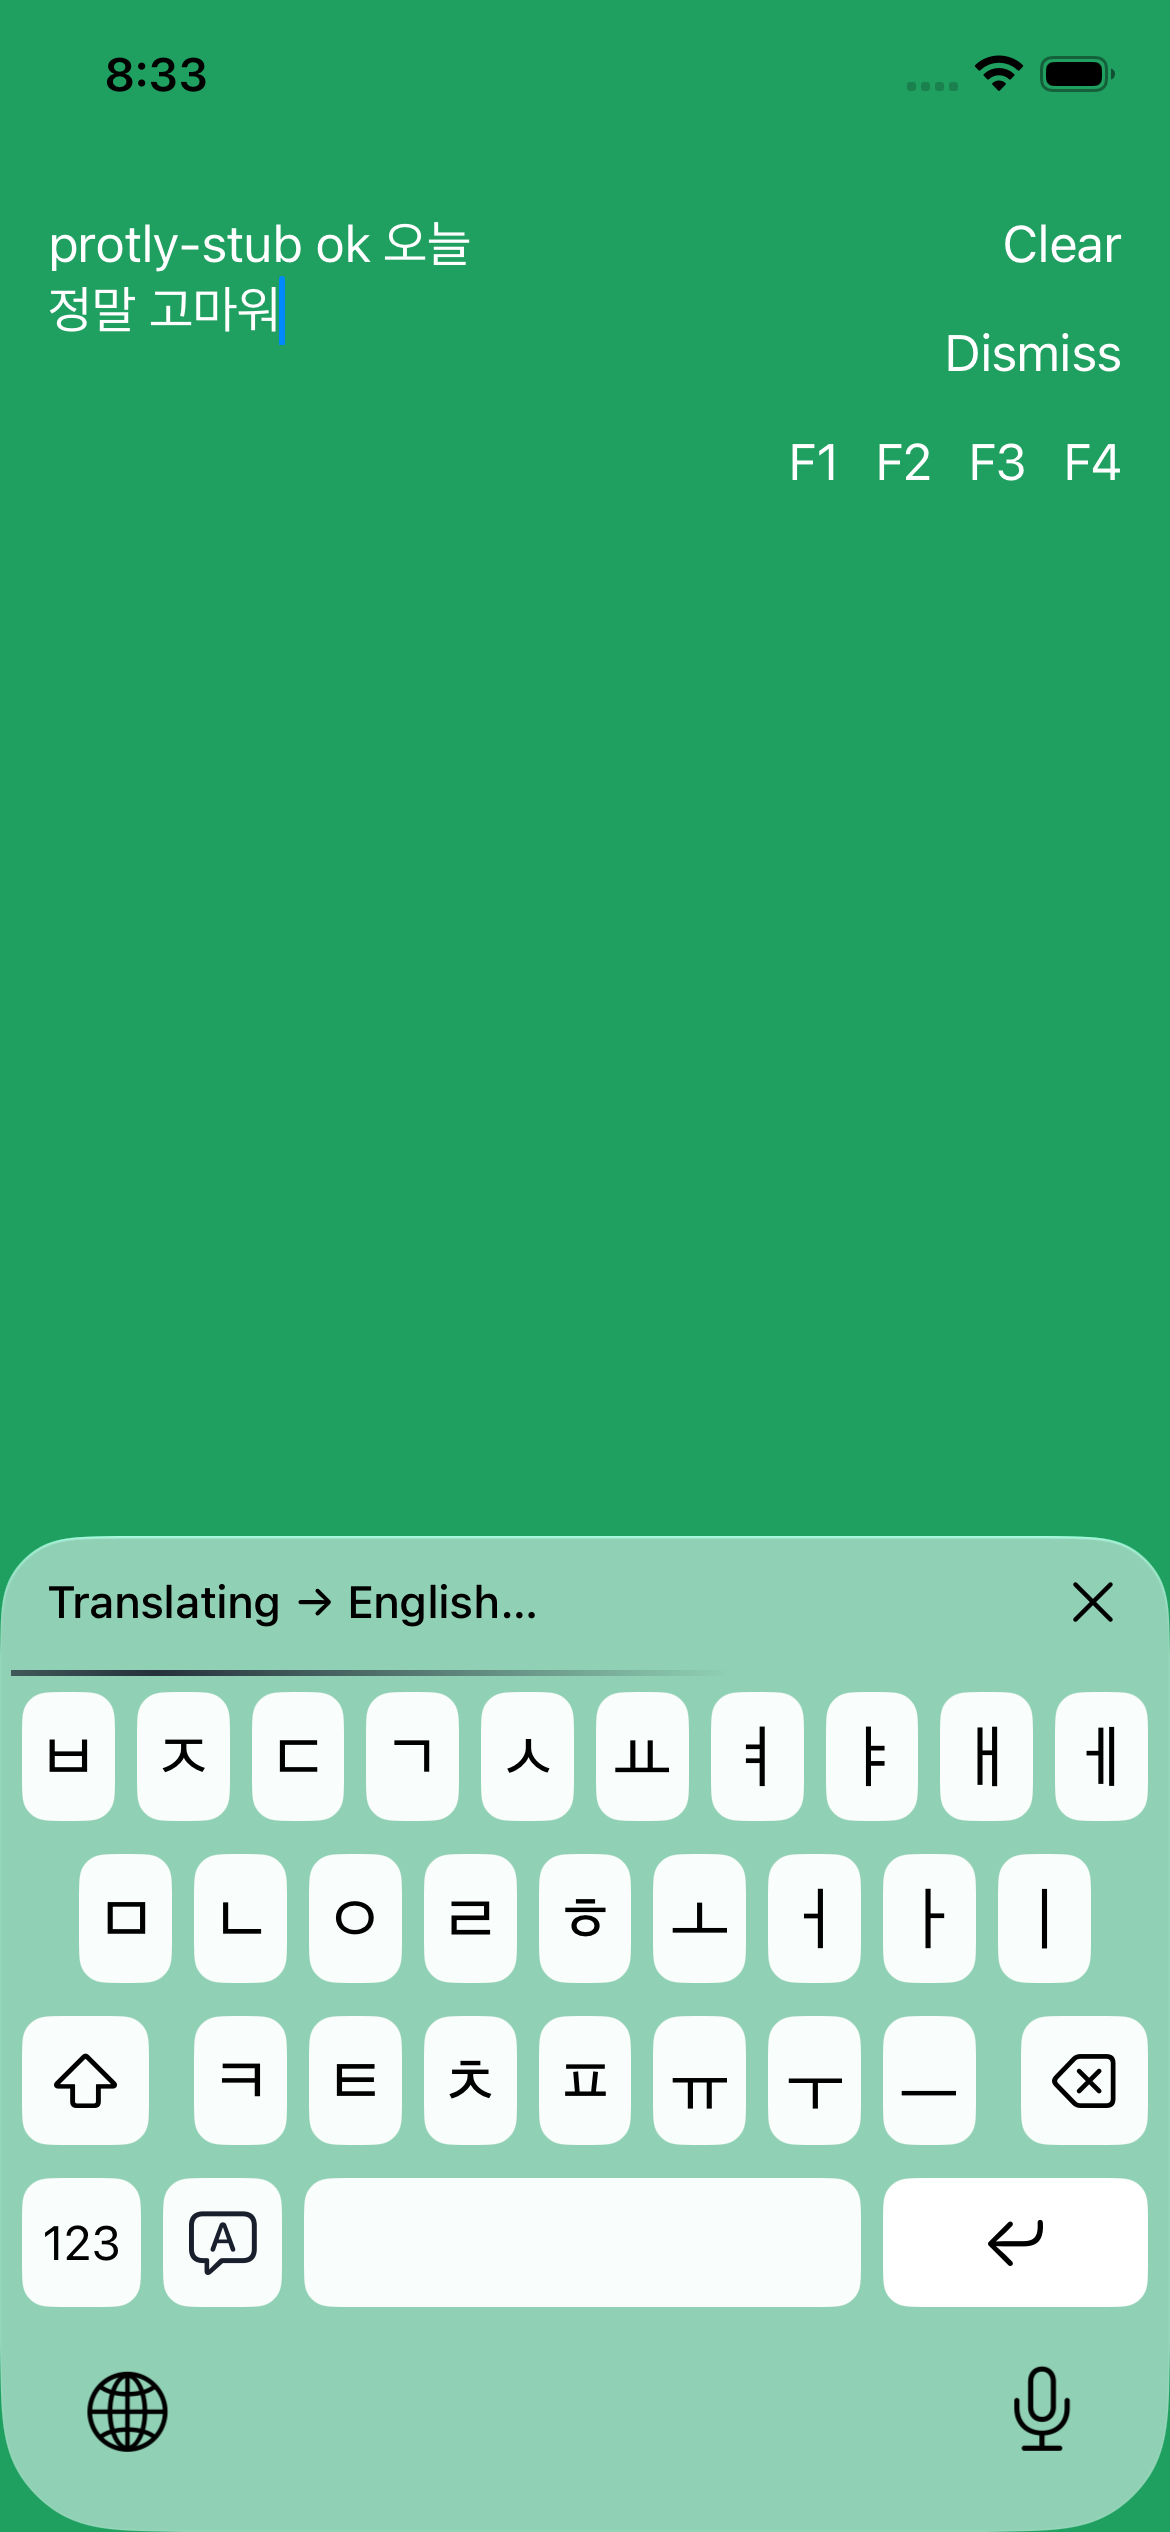 8:33
protly-stub ok 오늘
정말 고마워
Clear
Dismiss
F1 F2 F3 F4
Translating → English...
ㅂ ㅈ ㄷ ㄱ ㅅ ㅛ ㅕ ㅑ ㅐ ㅔ
ㅁ ㄴ ㅇ ㄹ ㅎ ㅗ ㅓ ㅏ ㅣ
ㅋ ㅌ ㅊ ㅍ ㅠ ㅜ ㅡ
123 A